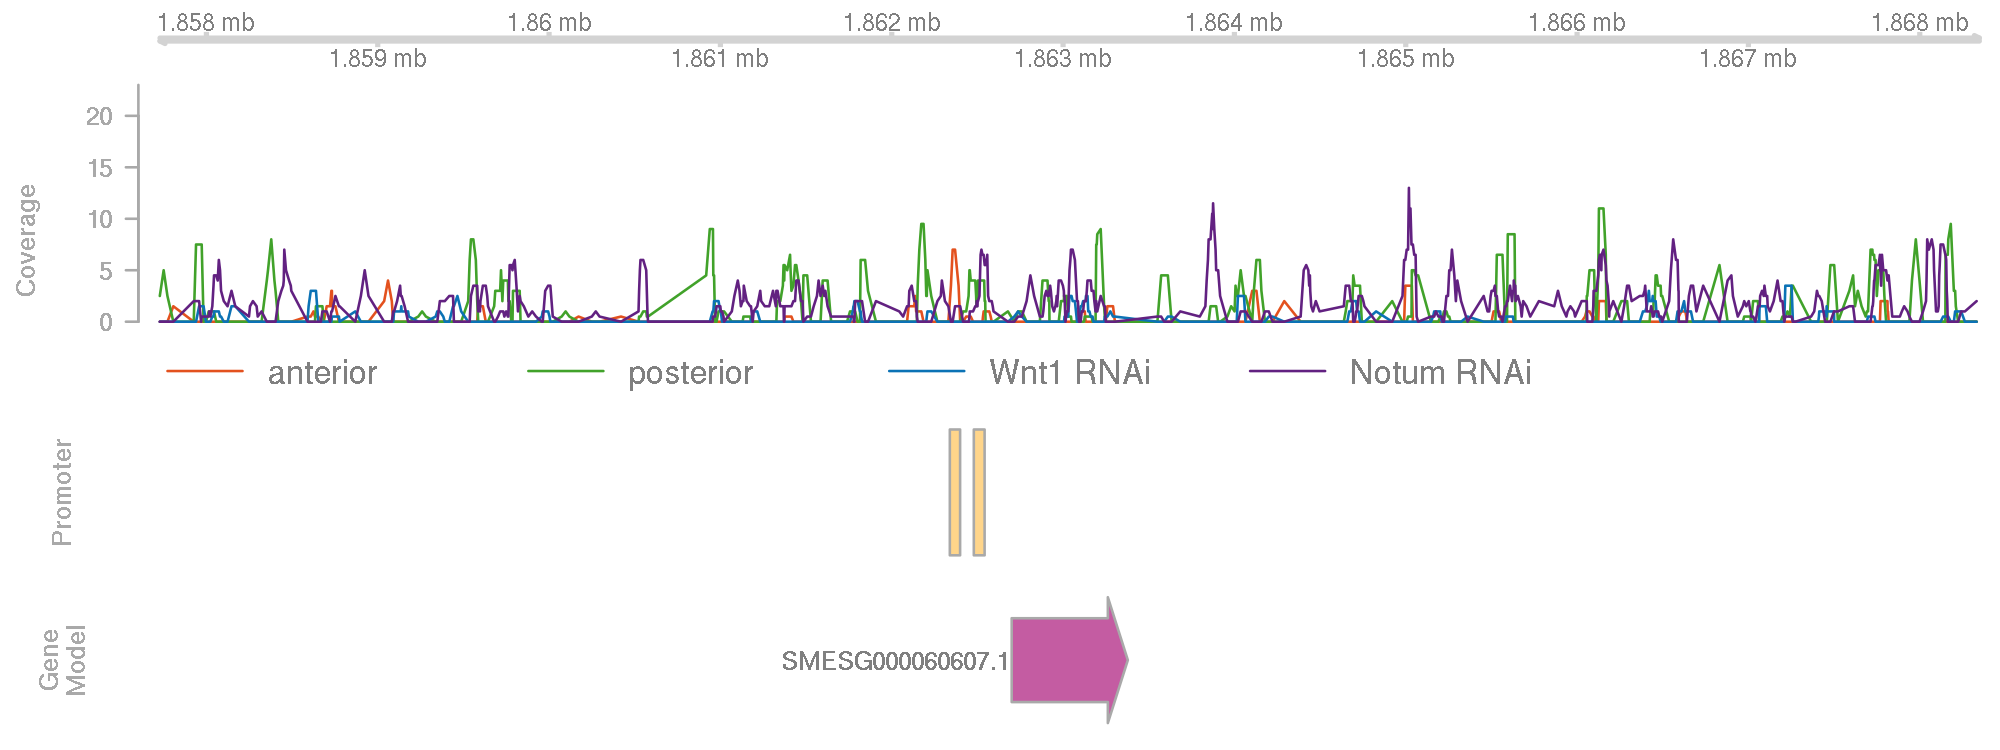 1.858 mb 1.86 mb 1.862 mb 1.864 mb 1.866 mb 1.868 mb
1.859 mb 1.861 mb 1.863 mb 1.865 mb 1.867 mb
Coverage
20
15
10
5
0
anterior posterior Wnt1 RNAi Notum RNAi
Promoter
Gene
Model
SMESG000060607.1